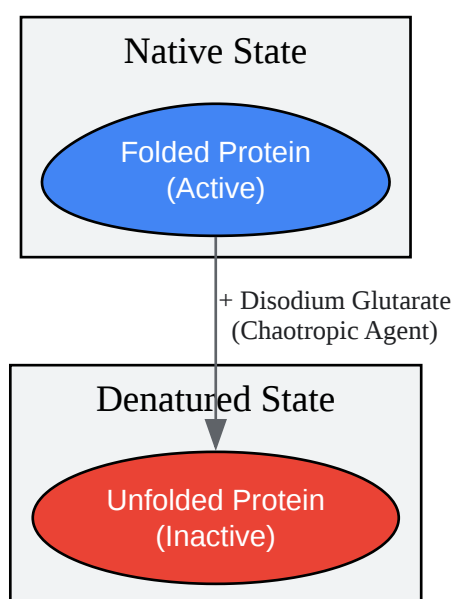 Native State
Folded Protein
(Active)
+ Disodium Glutarate
(Chaotropic Agent)
Denatured State
Unfolded Protein
(Inactive)